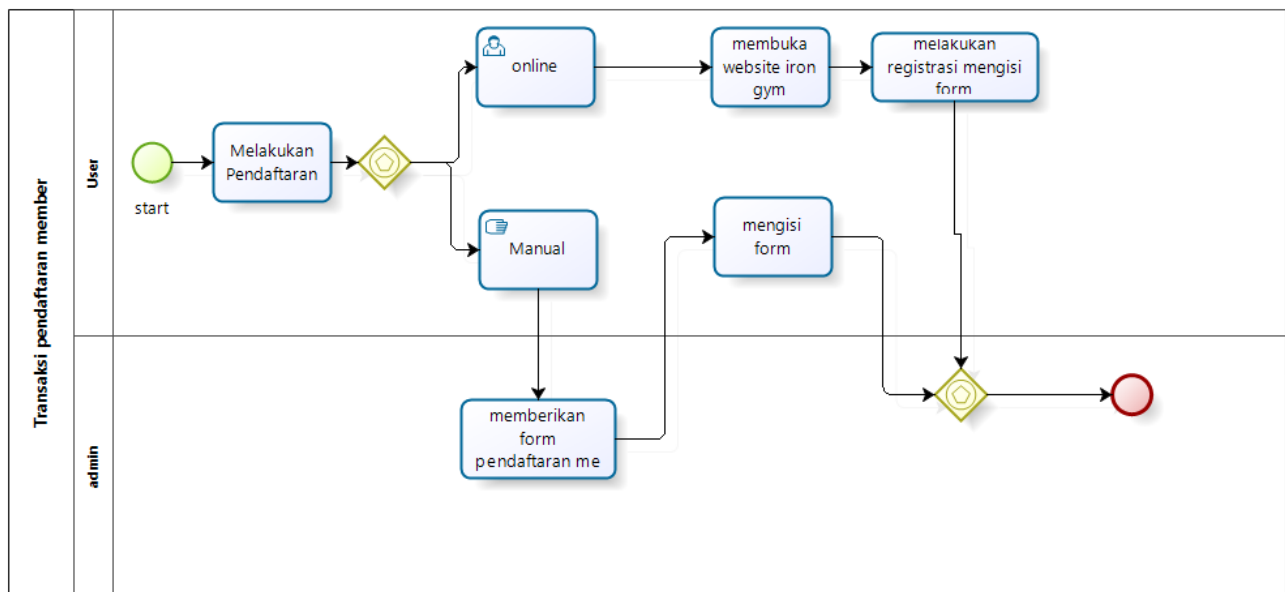 Transaksi pendaftaran member
User
admin
start
Melakukan
Pendaftaran
online
membuka
website iron
gym
melakukan
registrasi mengisi
form
Manual
mengisi
form
memberikan
form
pendaftaran me